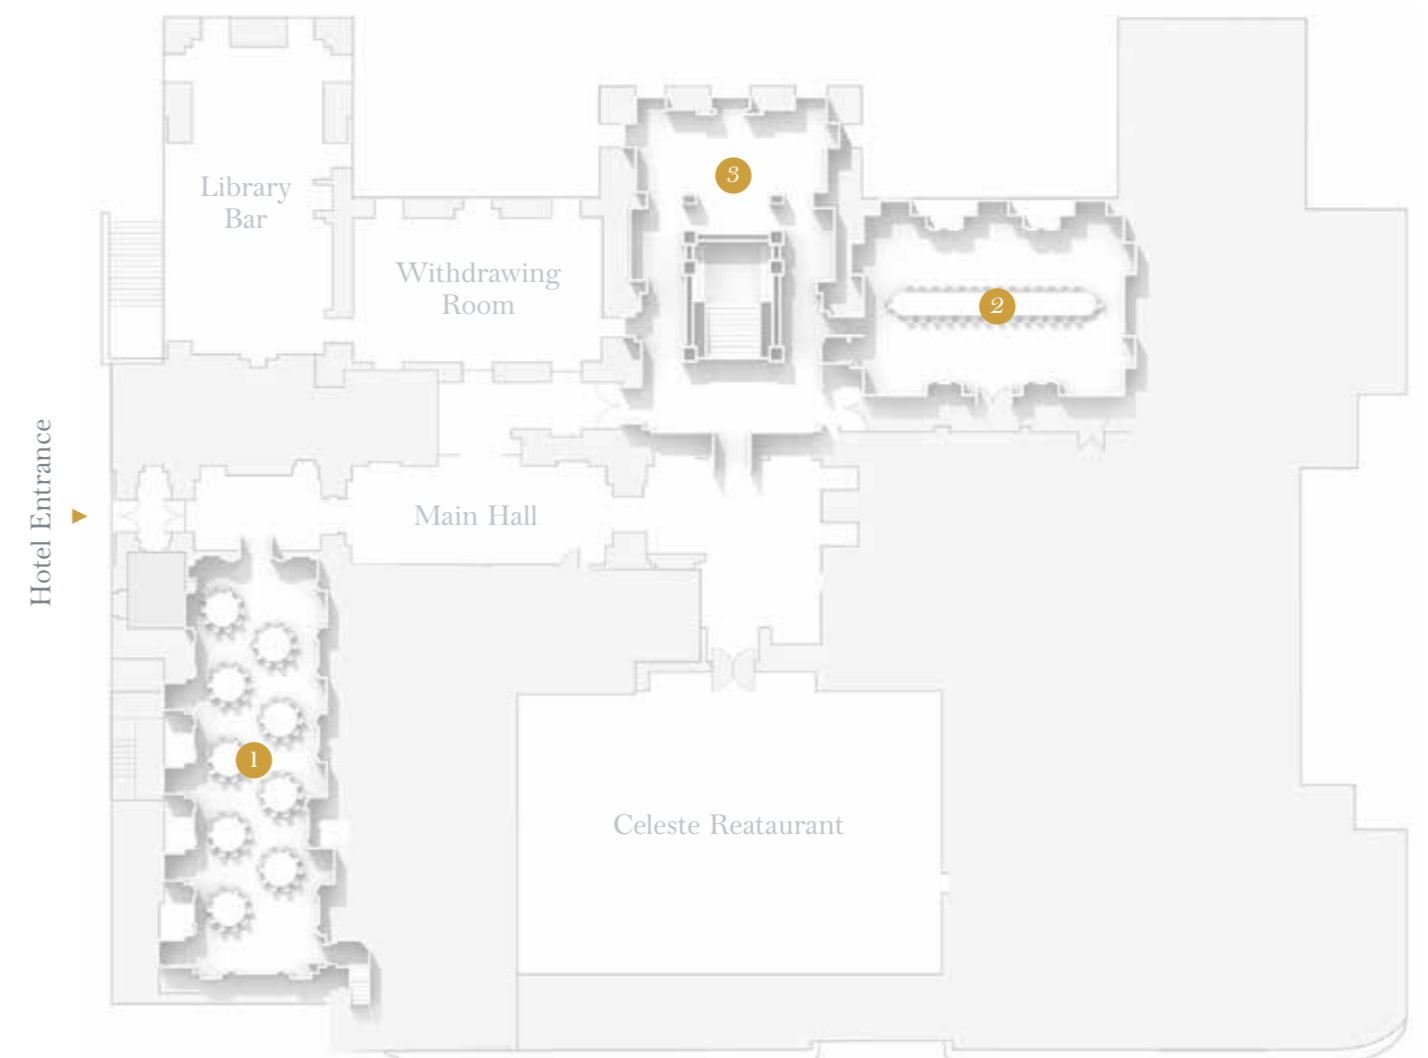 Library
Bar
3
Withdrawing
Room
2
Hotel Entrance
Main Hall
1
Celeste Reataurant